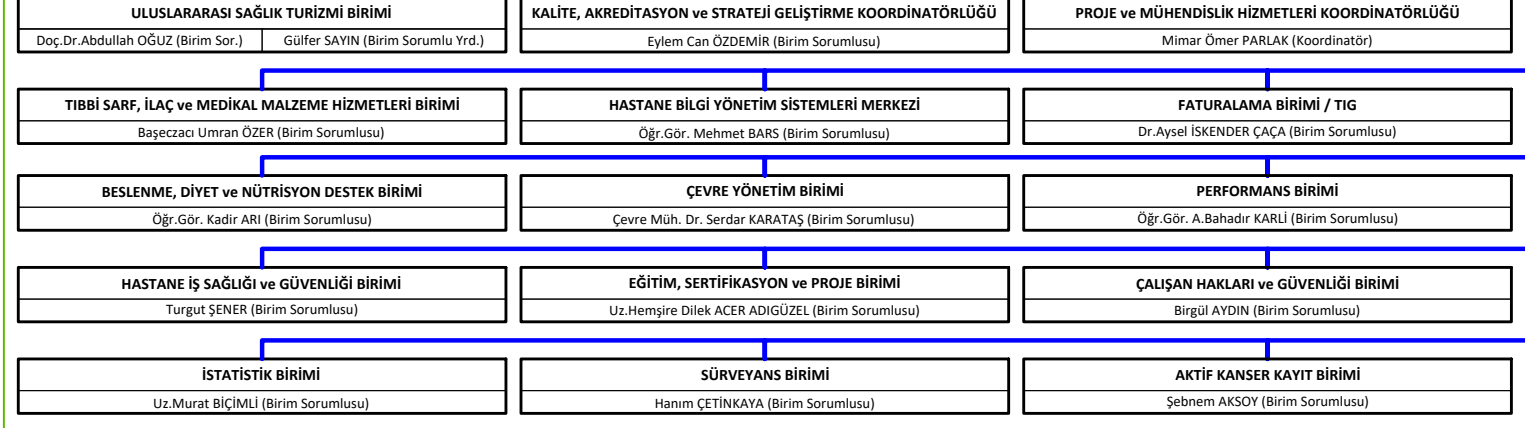 ULUSLARARASI SAĞLIK TURİZMİ BİRİMİ
Doç.Dr.Abdullah OĞUZ (Birim Sor.)
Gülfer SAYIN (Birim Sorumlu Yrd.)
KALİTE, AKREDİTASYON ve STRATEJİ GELİŞTİRME KOORDİNATÖRLÜĞÜ
Eylem Can ÖZDEMİR (Birim Sorumlusu)
PROJE ve MÜHENDİSLİK HİZMETLERİ KOORDİNATÖRLÜĞÜ
Mimar Ömer PARLAK (Koordinatör)
TIBBİ SARF, İLAÇ ve MEDİKAL MALZEME HİZMETLERİ BİRİMİ
Başeczacı Umran ÖZER (Birim Sorumlusu)
HASTANE BİLGİ YÖNETİM SİSTEMLERİ MERKEZİ
Öğr.Gör. Mehmet BARS (Birim Sorumlusu)
FATURALAMA BİRİMİ / TIG
Dr.Aysel İSKENDER ÇAÇA (Birim Sorumlusu)
BESLENME, DİYET ve NÜTRİSYON DESTEK BİRİMİ
Öğr.Gör. Kadir ARI (Birim Sorumlusu)
ÇEVRE YÖNETİM BİRİMİ
Çevre Müh. Dr. Serdar KARATAŞ (Birim Sorumlusu)
PERFORMANS BİRİMİ
Öğr.Gör. A.Bahadır KARLİ (Birim Sorumlusu)
HASTANE İŞ SAĞLIĞI ve GÜVENLİĞİ BİRİMİ
Turgut ŞENER (Birim Sorumlusu)
EĞİTİM, SERTİFİKASYON ve PROJE BİRİMİ
Uz.Hemşire Dilek ACER ADIGÜZEL (Birim Sorumlusu)
ÇALIŞAN HAKLARI ve GÜVENLİĞİ BİRİMİ
Birgül AYDIN (Birim Sorumlusu)
İSTATİSTİK BİRİMİ
Uz.Murat BİÇİMLİ (Birim Sorumlusu)
SÜRVEYANS BİRİMİ
Hanım ÇETİNKAYA (Birim Sorumlusu)
AKTİF KANSER KAYIT BİRİMİ
Şebnem AKSOY (Birim Sorumlusu)